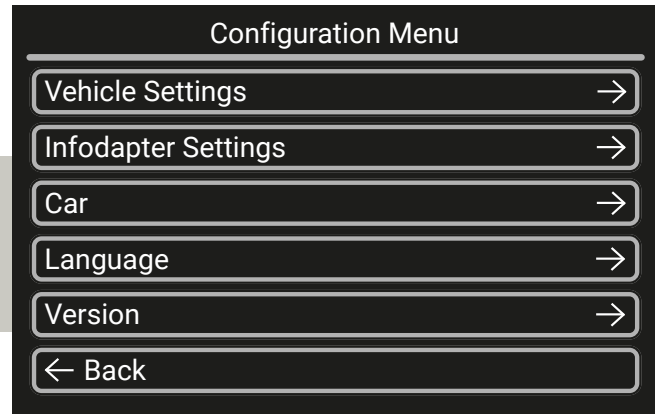 Configuration Menu
Vehicle Settings
Infodapter Settings
Car
Language
Version
Back